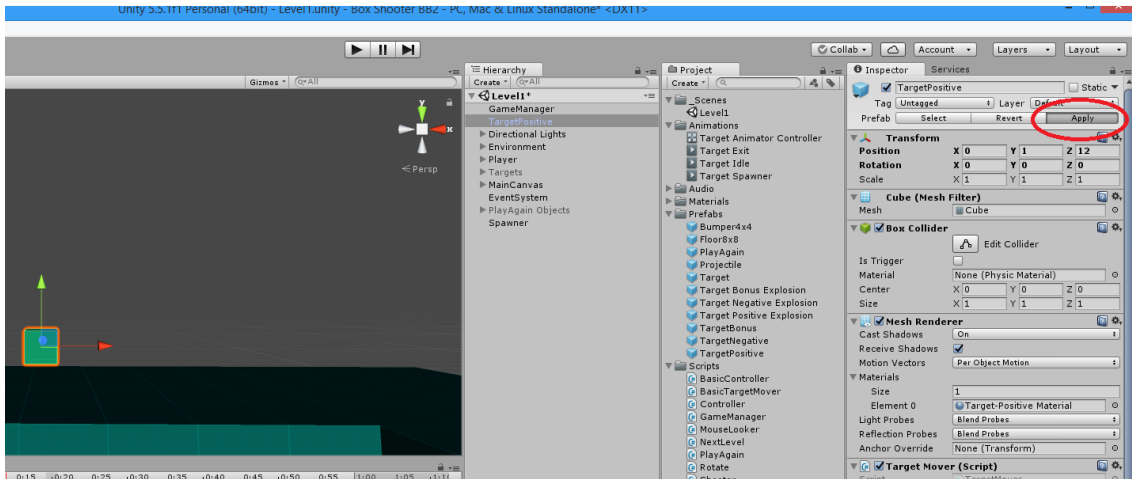 Unity 5.5.1f1 Personal (64bit) - Level1.unity - Box Shooter BB2 - PC, Mac & Linux Standalone* <DX11>
Collab
Account
Layers
Layout
Gizmos
All
y
x
Persp
0:15
0:20
0:25
0:30
0:35
0:40
0:45
0:50
0:55
1:00
1:05
Hierarchy
Create
All
Level1*
GameManager
TargetPositive
Directional Lights
Environment
Player
Targets
MainCanvas
EventSystem
PlayAgain Objects
Spawner
Project
Create
_Scenes
Level1
Animations
Target Animator Controller
Target Exit
Target Idle
Target Spawner
Audio
Materials
Prefabs
Bumper4x4
Floor8x8
PlayAgain
Projectile
Target
Target Bonus Explosion
Target Negative Explosion
Target Positive Explosion
TargetBonus
TargetNegative
TargetPositive
Scripts
BasicController
BasicTargetMover
Controller
GameManager
MouseLooker
NextLevel
PlayAgain
Rotate
Shooter
Inspector Services
TargetPositive Static
Tag Untagged Layer Default
Prefab Select Revert Apply
Transform
Position X 0 Y 1 Z 12
Rotation X 0 Y 0 Z 0
Scale X 1 Y 1 Z 1
Cube (Mesh Filter)
Mesh Cube
Box Collider
Edit Collider
Is Trigger
Material None (Physic Material)
Center X 0 Y 0 Z 0
Size X 1 Y 1 Z 1
Mesh Renderer
Cast Shadows On
Receive Shadows
Motion Vectors Per Object Motion
Materials
Size 1
Element 0 Target-Positive Material
Light Probes Blend Probes
Reflection Probes Blend Probes
Anchor Override None (Transform)
Target Mover (Script)
Script TargetMover